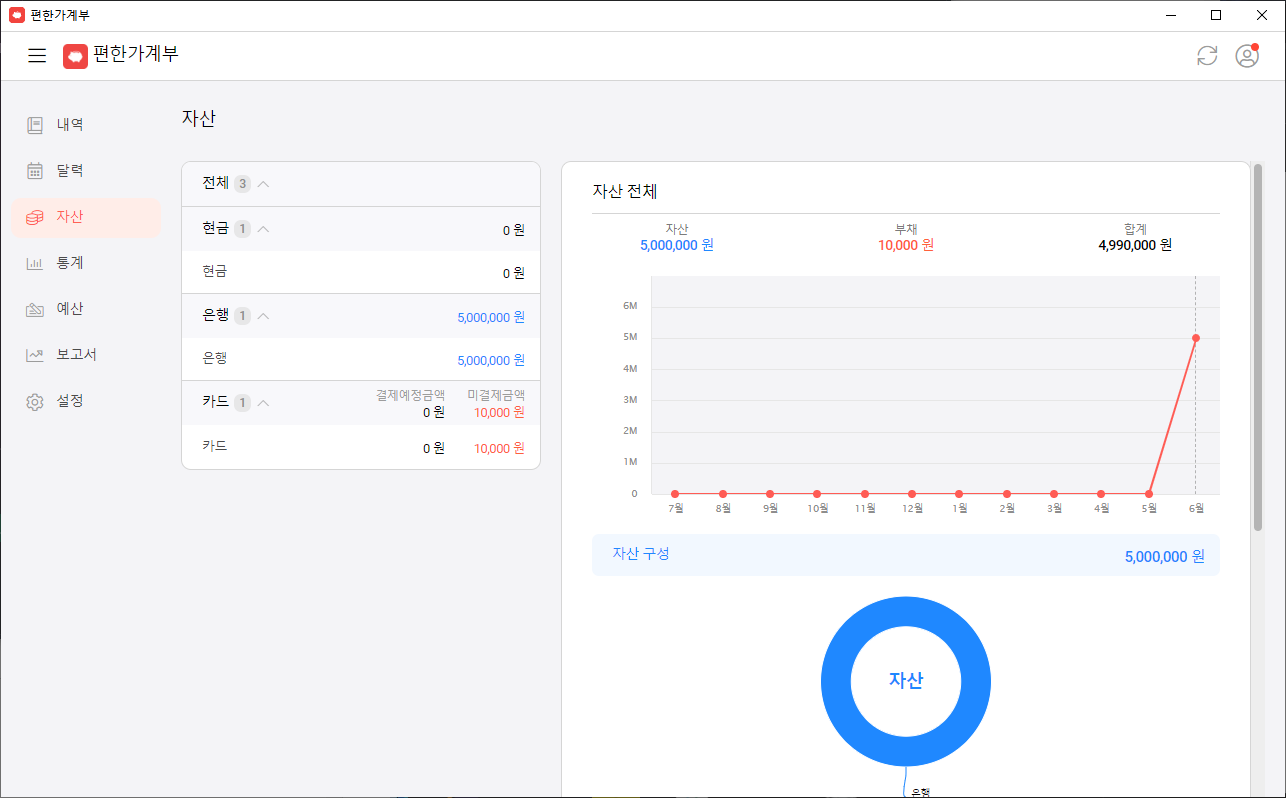 편한가계부
편한가계부
내역
달력
자산
통계
예산
보고서
설정
자산
전체 3
현금 1 0 원
현금 0 원
은행 1 5,000,000 원
은행 5,000,000 원
카드 1 결제예정금액 미결제금액
0 원 10,000 원
카드 0 원 10,000 원
자산 전체
자산 부채 합계
5,000,000 원 10,000 원 4,990,000 원
6M
5M
4M
3M
2M
1M
0
7월 8월 9월 10월 11월 12월 1월 2월 3월 4월 5월 6월
자산 구성 5,000,000 원
자산
은행